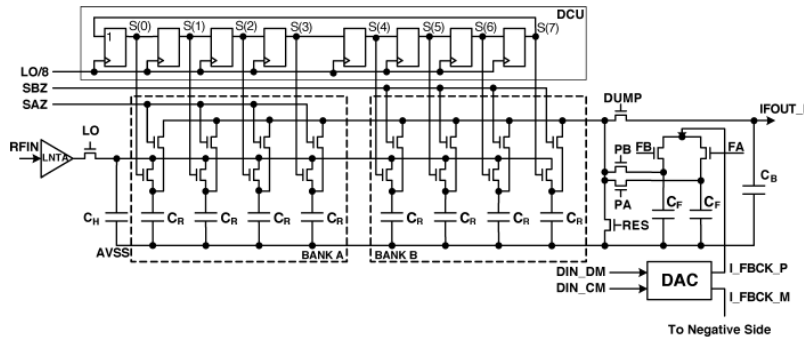 S(0) S(1) S(2) S(3) S(4) S(5) S(6) S(7)
1
DCU
LO/8
SBZ
SAZ
DUMP
IFOUT_
LO
RFIN
LNTA
FB
FA
PB
PA
C_B
C_H C_R C_R C_R C_R C_R C_R C_R C_R C_F C_F
RES
AVSS
BANK A
BANK B
DIN_DM
DIN_CM
DAC
I_FBCK_P
I_FBCK_M
To Negative Side